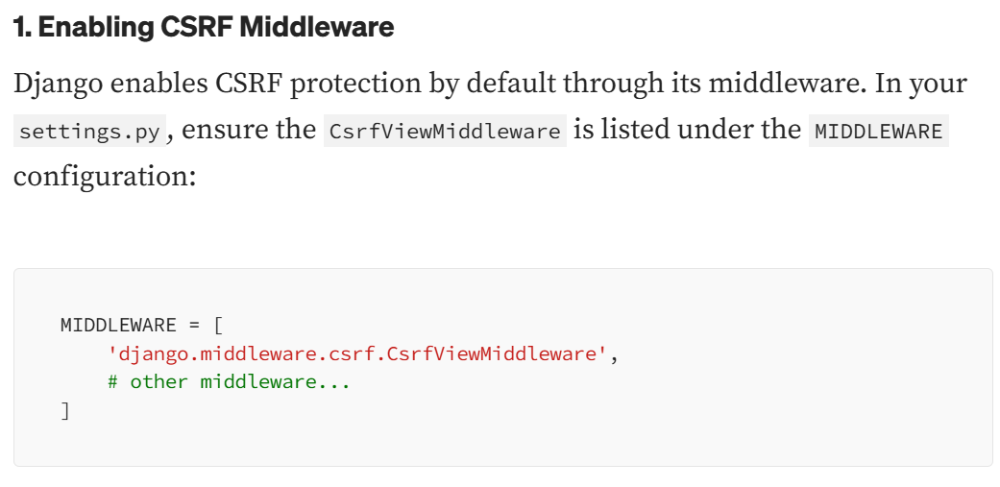 1. Enabling CSRF Middleware
Django enables CSRF protection by default through its middleware. In your
settings.py, ensure the CsrfViewMiddleware is listed under the MIDDLEWARE
configuration:
MIDDLEWARE = [
    'django.middleware.csrf.CsrfViewMiddleware',
    # other middleware...
]